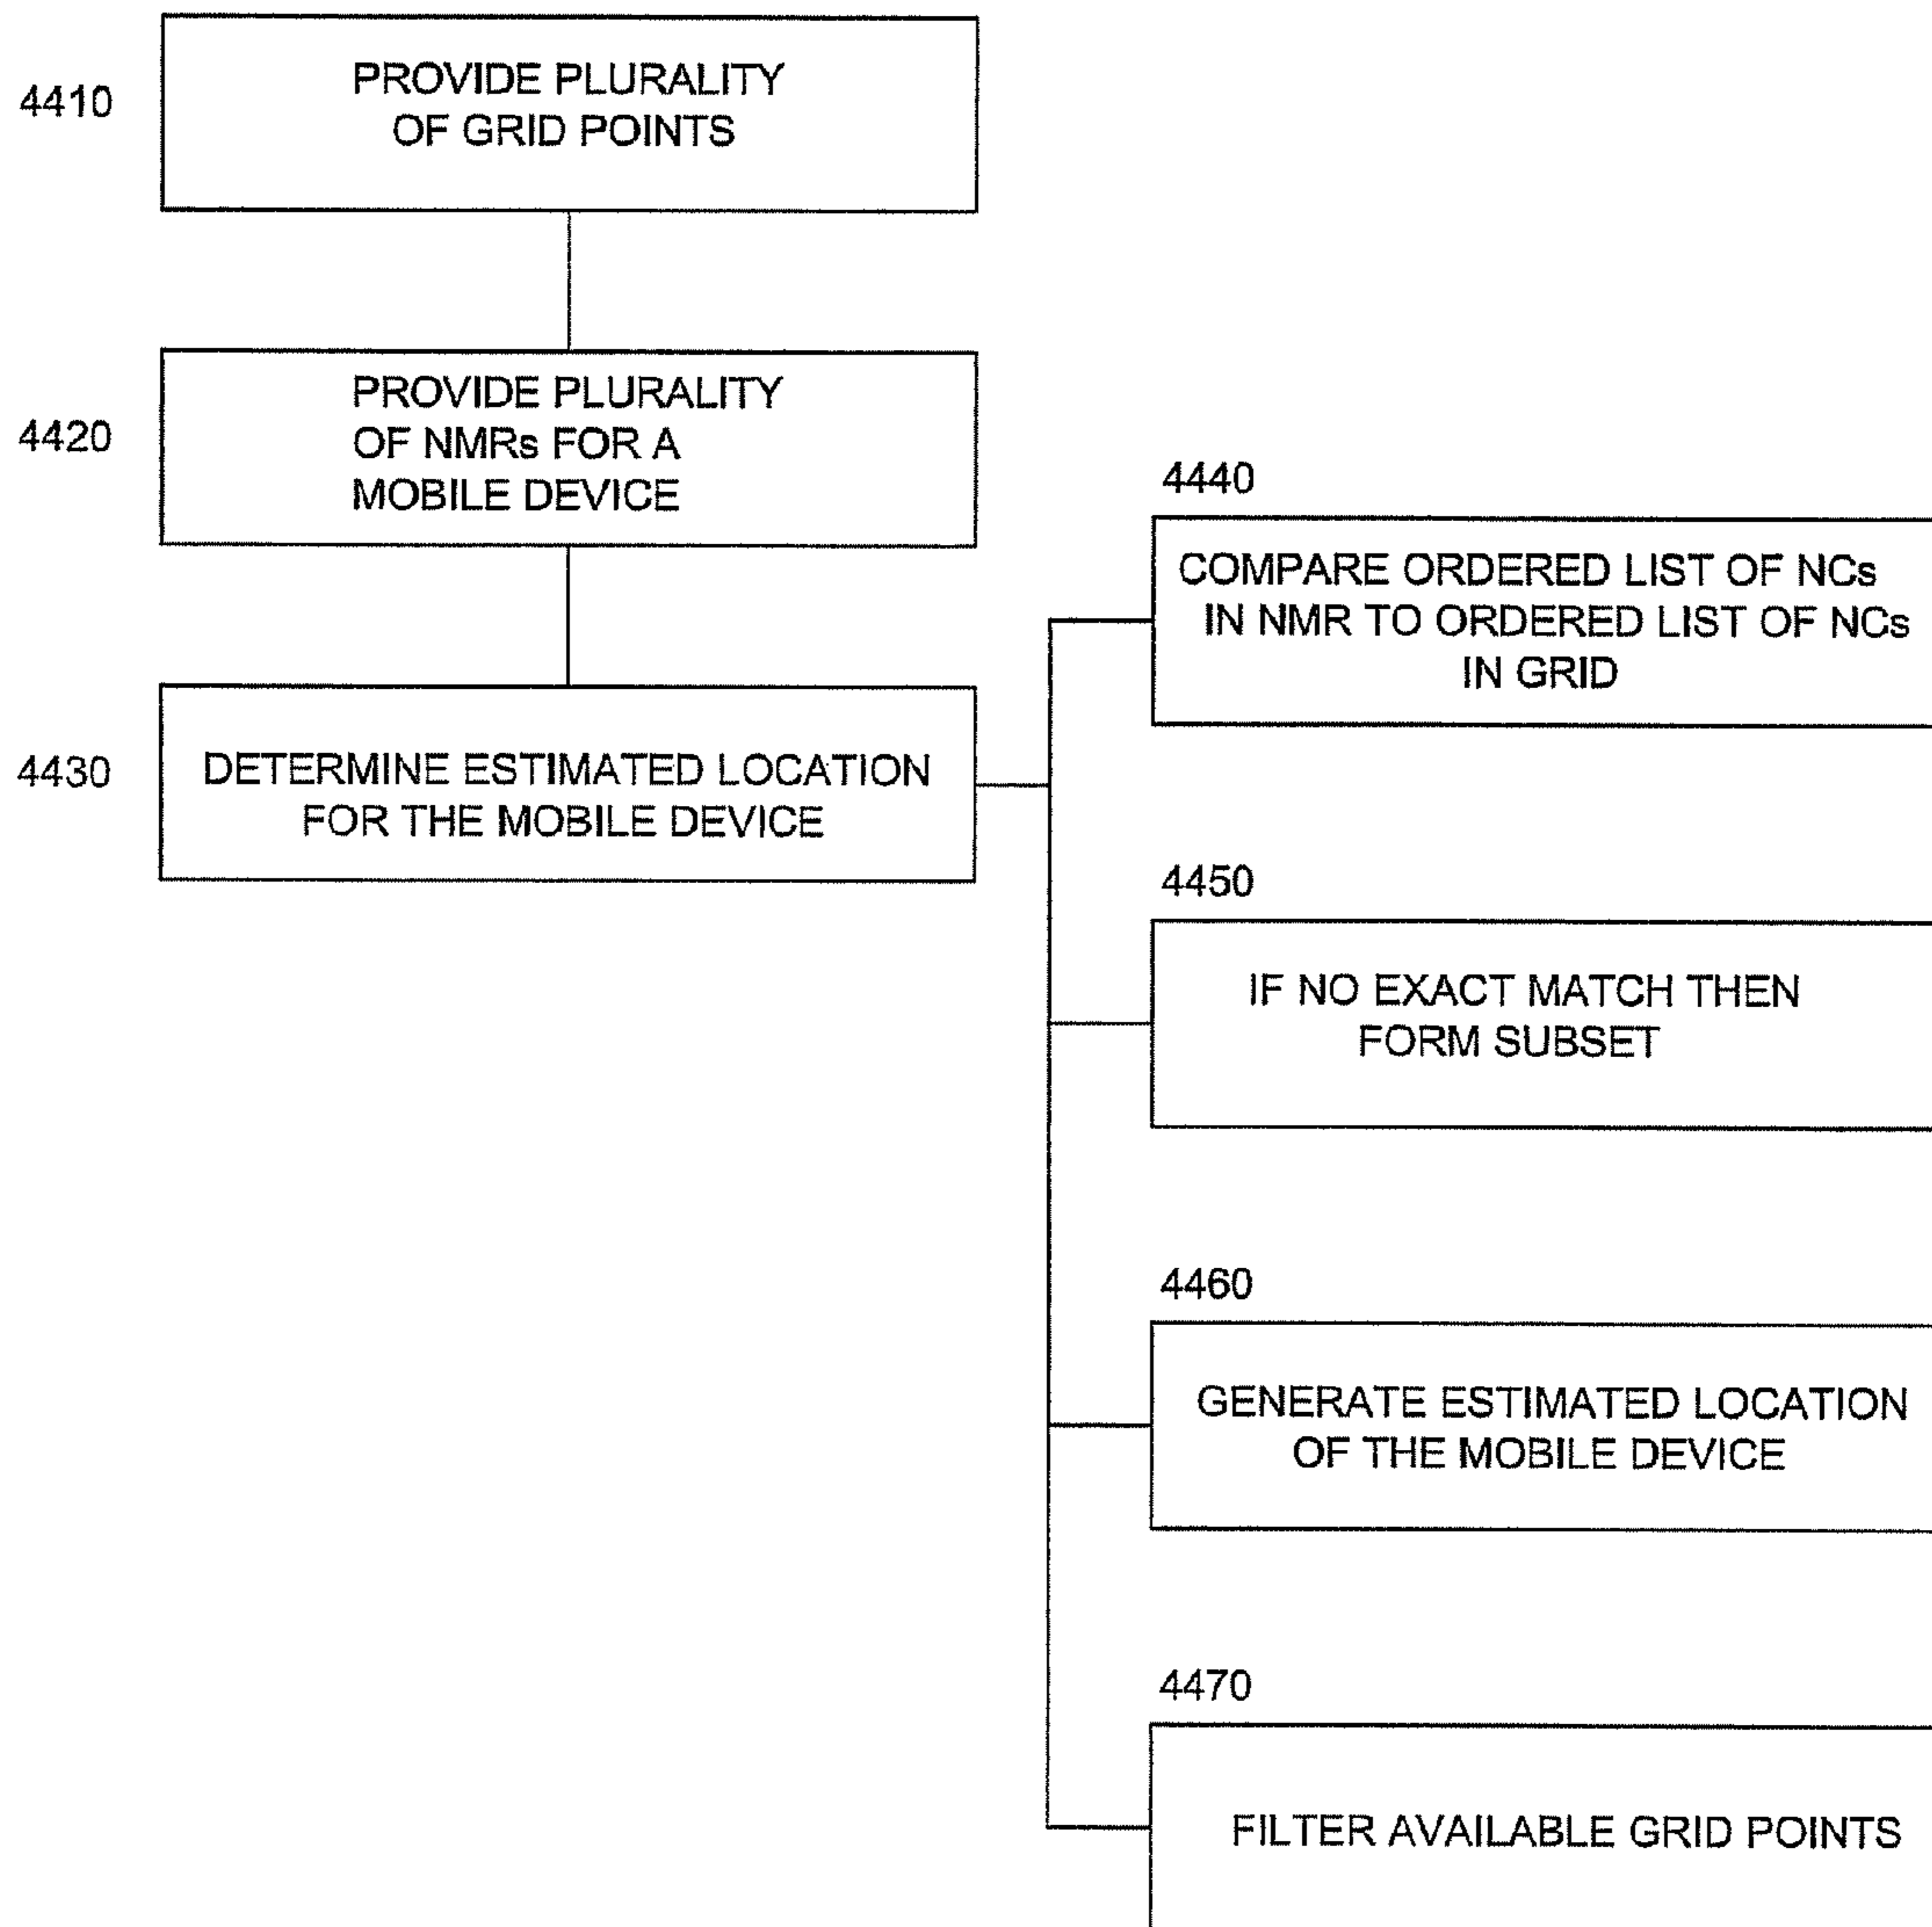 4410
PROVIDE PLURALITY
OF GRID POINTS
4420
PROVIDE PLURALITY
OF NMRs FOR A
MOBILE DEVICE
4430
DETERMINE ESTIMATED LOCATION
FOR THE MOBILE DEVICE
4440
COMPARE ORDERED LIST OF NCs
IN NMR TO ORDERED LIST OF NCs
IN GRID
4450
IF NO EXACT MATCH THEN
FORM SUBSET
4460
GENERATE ESTIMATED LOCATION
OF THE MOBILE DEVICE
4470
FILTER AVAILABLE GRID POINTS